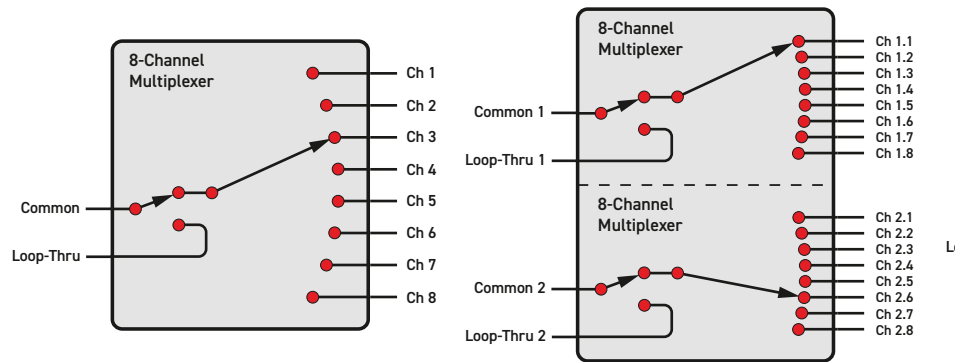 8-Channel
Multiplexer
Ch 1
Ch 2
Ch 3
Ch 4
Ch 5
Ch 6
Ch 7
Ch 8
Common
Loop-Thru
8-Channel
Multiplexer
Ch 1.1
Ch 1.2
Ch 1.3
Ch 1.4
Ch 1.5
Ch 1.6
Ch 1.7
Ch 1.8
Common 1
Loop-Thru 1
8-Channel
Multiplexer
Ch 2.1
Ch 2.2
Ch 2.3
Ch 2.4
Ch 2.5
Ch 2.6
Ch 2.7
Ch 2.8
Common 2
Loop-Thru 2